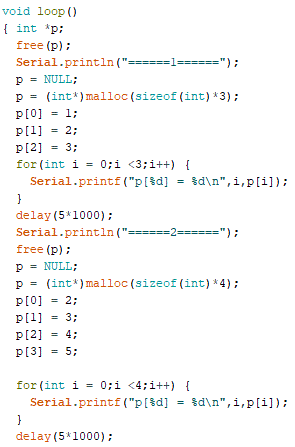 void loop()
{ int *p;
  free(p);
  Serial.println("======1======");
  p = NULL;
  p = (int*)malloc(sizeof(int)*3);
  p[0] = 1;
  p[1] = 2;
  p[2] = 3;
  for(int i = 0;i <3;i++) {
    Serial.printf("p[%d] = %d\n",i,p[i]);
  }
  delay(5*1000);
  Serial.println("======2======");
  free(p);
  p = NULL;
  p = (int*)malloc(sizeof(int)*4);
  p[0] = 2;
  p[1] = 3;
  p[2] = 4;
  p[3] = 5;

  for(int i = 0;i <4;i++) {
    Serial.printf("p[%d] = %d\n",i,p[i]);
  }
  delay(5*1000);